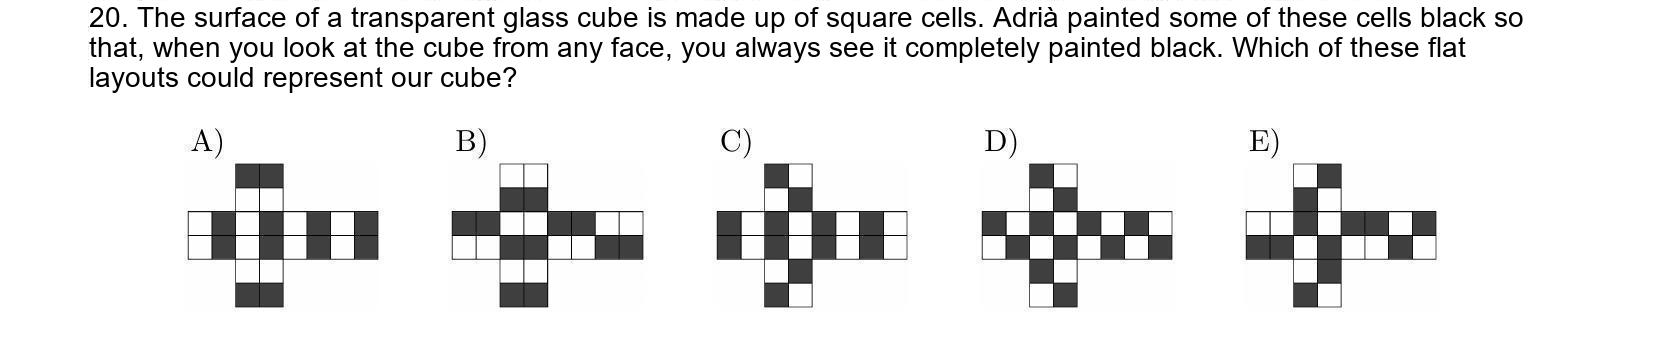 20. The surface of a transparent glass cube is made up of square cells. Adrià painted some of these cells black so
that, when you look at the cube from any face, you always see it completely painted black. Which of these flat
layouts could represent our cube?
A) B) C) D) E)